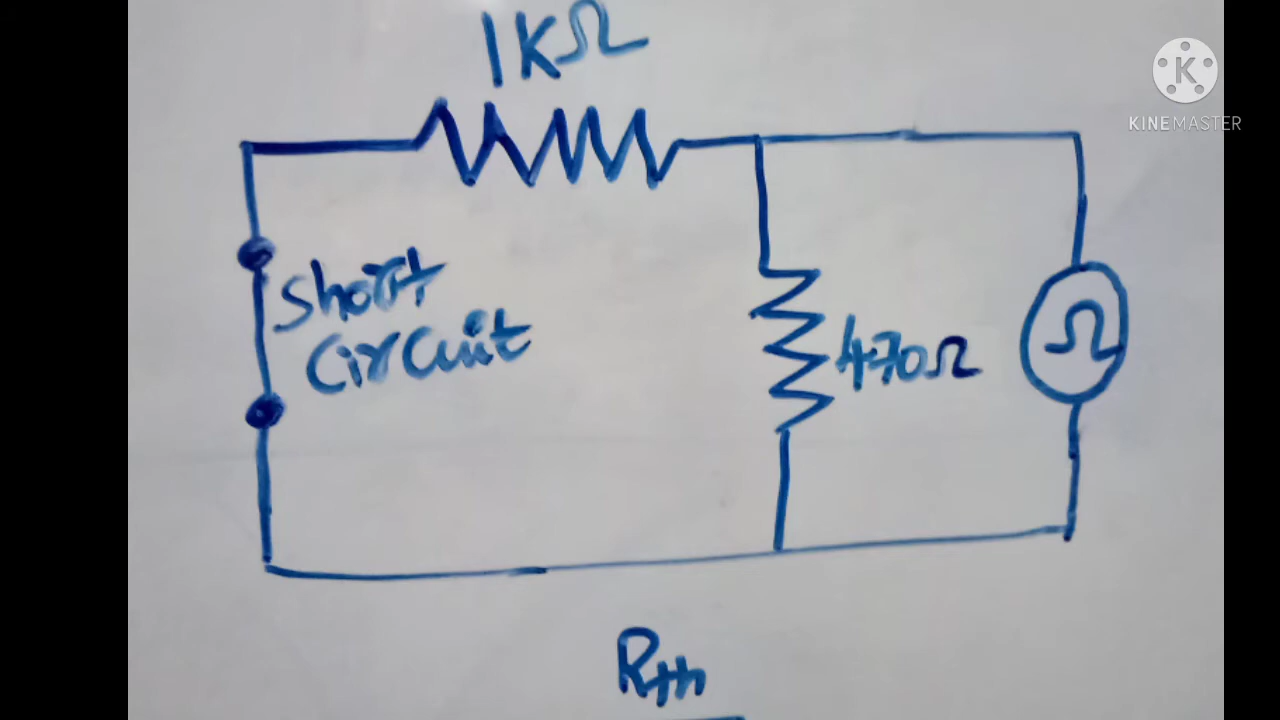 1KΩ
KINEMASTER
Short
Circuit
470Ω
Ω
Rth